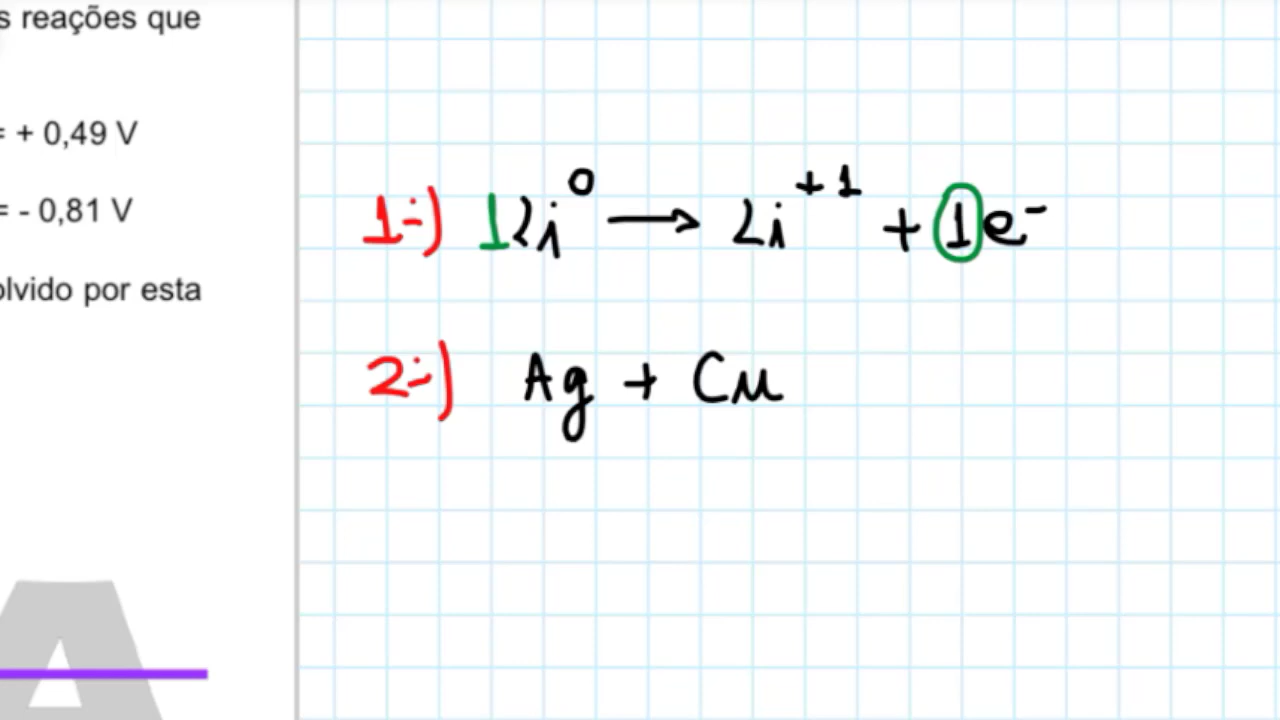 s reações que
= + 0,49 V
= - 0,81 V
olvido por esta
1-) 1Li⁰ → Li⁺¹ + 1e⁻
2-) Ag + Cu
A